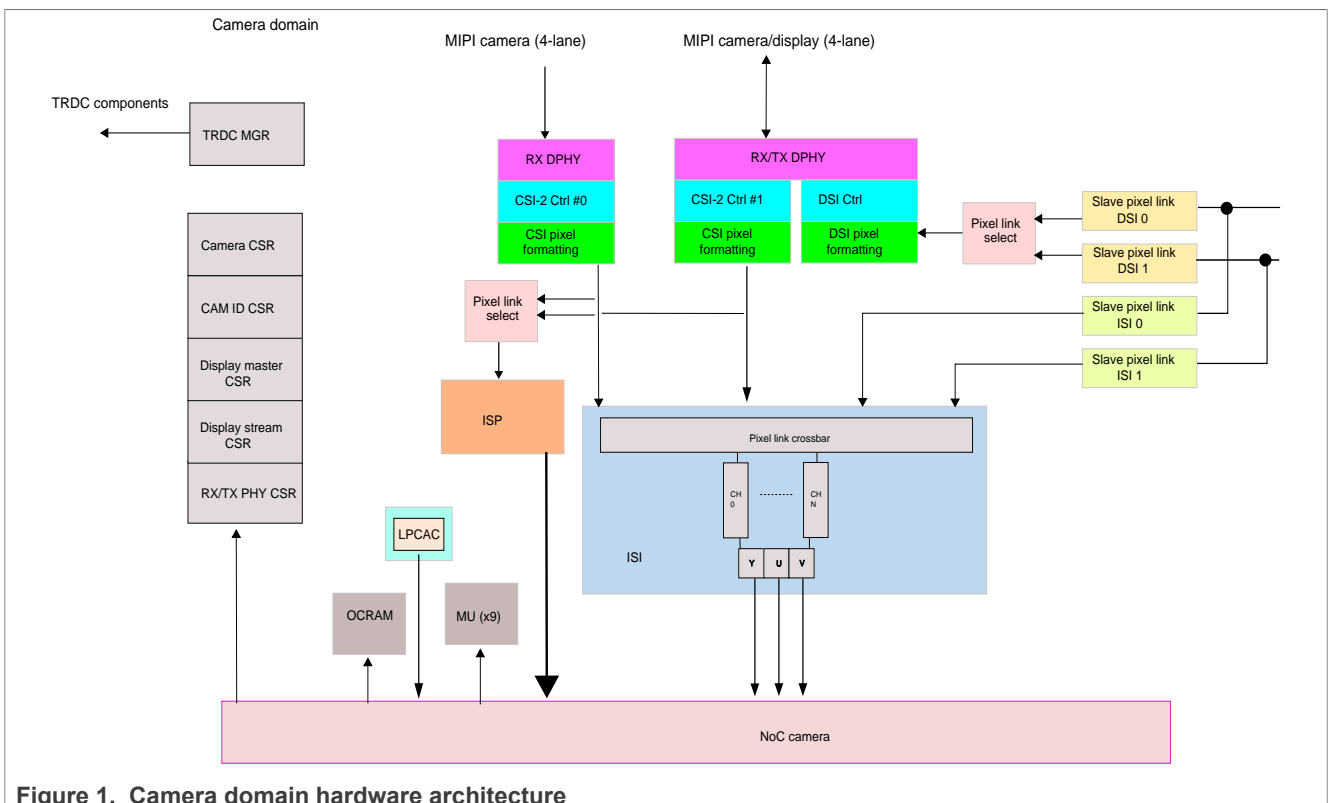 Camera domain
MIPI camera (4-lane)
MIPI camera/display (4-lane)
TRDC components
TRDC MGR
RX DPHY
RX/TX DPHY
CSI-2 Ctrl #0
CSI-2 Ctrl #1
DSI Ctrl
CSI pixel
formatting
CSI pixel
formatting
DSI pixel
formatting
Pixel link
select
Slave pixel link
DSI 0
Slave pixel link
DSI 1
Slave pixel link
ISI 0
Slave pixel link
ISI 1
Camera CSR
CAM ID CSR
Display master
CSR
Display stream
CSR
RX/TX PHY CSR
Pixel link
select
ISP
Pixel link crossbar
CH
0
CH
N
Y U V
ISI
LPCAC
OCRAM
MU (x9)
NoC camera
Figure 1. Camera domain hardware architecture